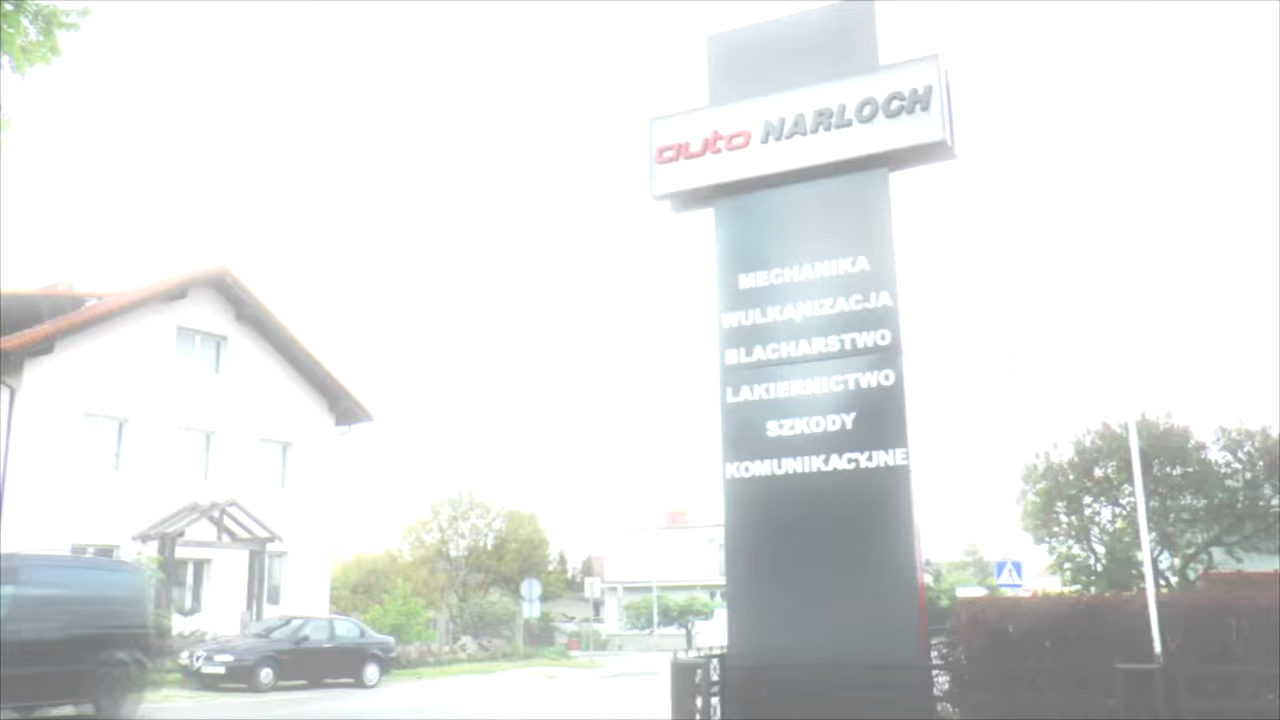 auto NARLOCH
MECHANIKA
WULKANIZACJA
BLACHARSTWO
LAKIERNICTWO
SZKODY
KOMUNIKACYJNE